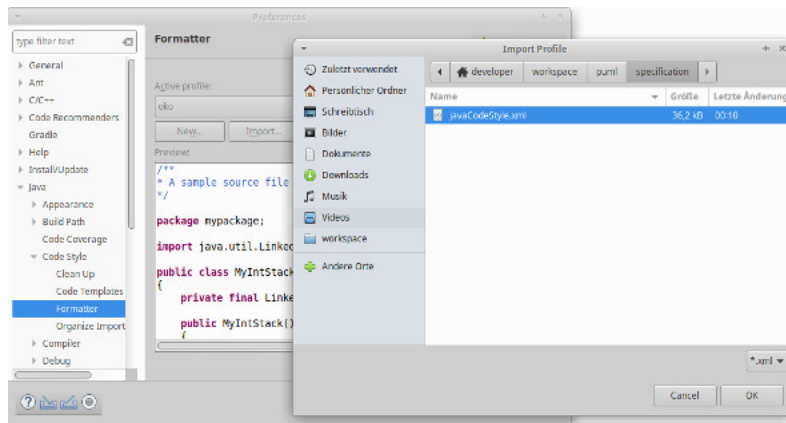 Preferences
type filter text
General
Ant
C/C++
Code Recommenders
Gradle
Help
Install/Update
Java
Appearance
Build Path
Code Coverage
Code Style
Clean Up
Code Templates
Formatter
Organize Import
Compiler
Debug
Formatter
Active profile:
oko
New... Import...
Preview:
/**
* A sample source file
*/
package mypackage;
import java.util.Linked
public class MyIntStack
{
private final Linke
public MyIntStack()
{
Import Profile
Zuletzt verwendet
Persönlicher Ordner
Schreibtisch
Bilder
Dokumente
Downloads
Musik
Videos
workspace
Andere Orte
developer workspace puml specification
Name Größe Letzte Änderung
javaCodeStyle.xml 36,2 kB 00:10
*.xml
Cancel OK